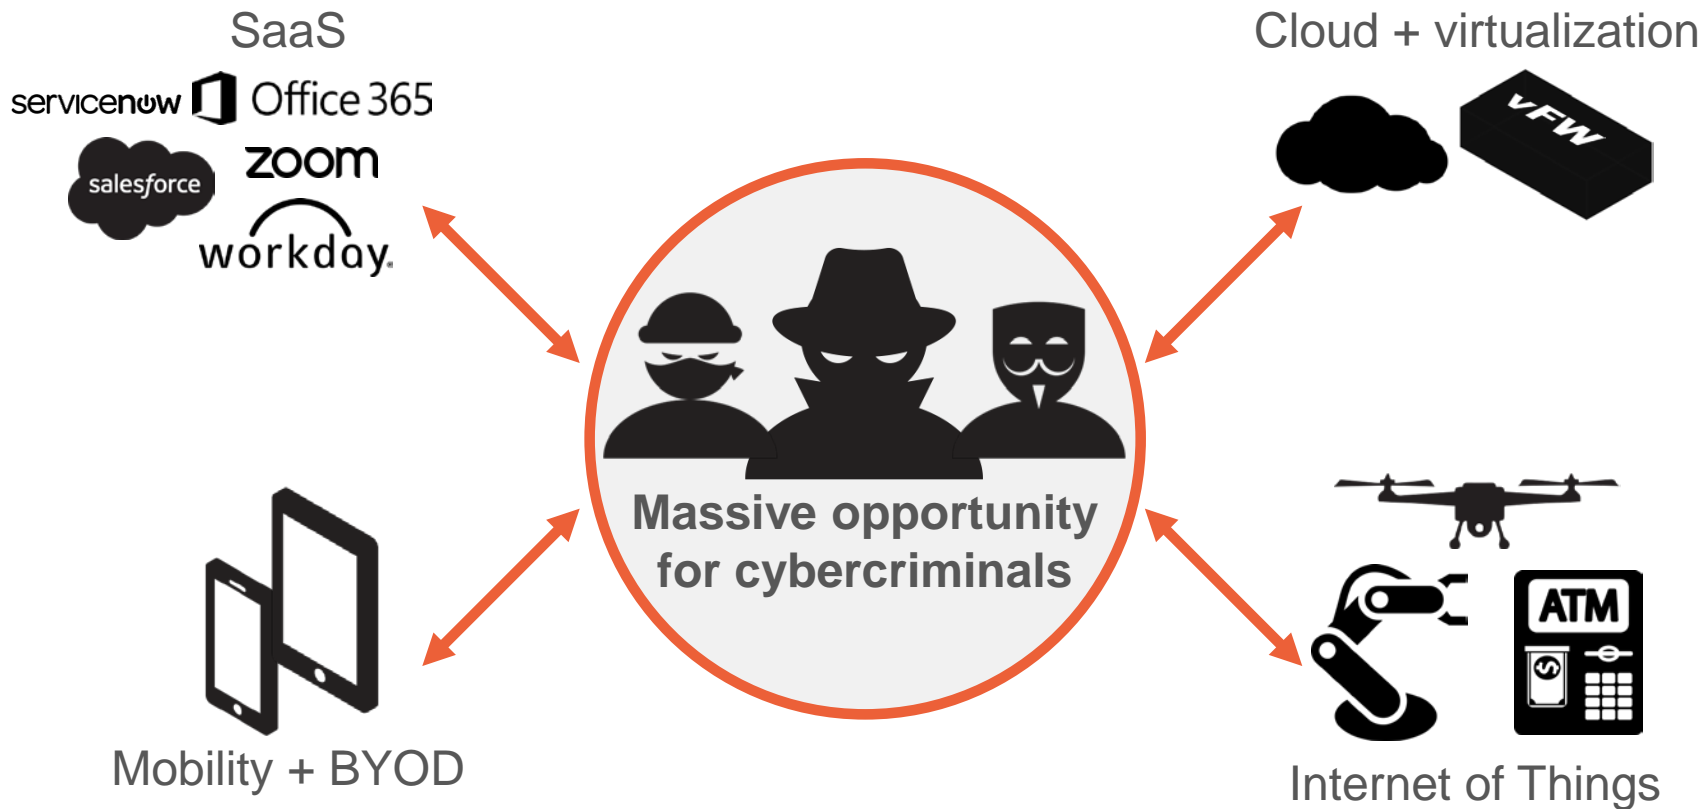 SaaS
servicenow Office 365
salesforce zoom
workday.
Cloud + virtualization
vFW
Massive opportunity
for cybercriminals
Mobility + BYOD
ATM
$
Internet of Things